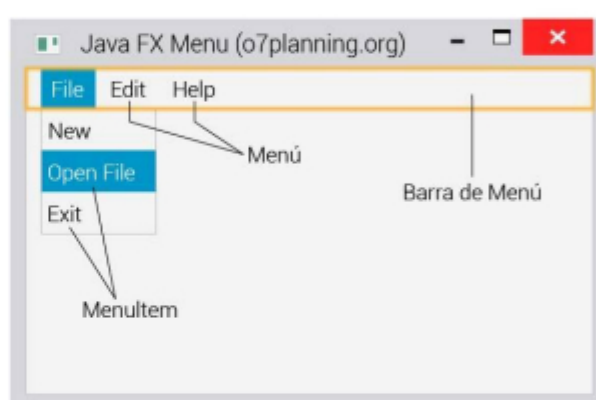 Java FX Menu (o7planning.org)
File Edit Help
New
Open File
Exit
Menú
Barra de Menú
MenuItem